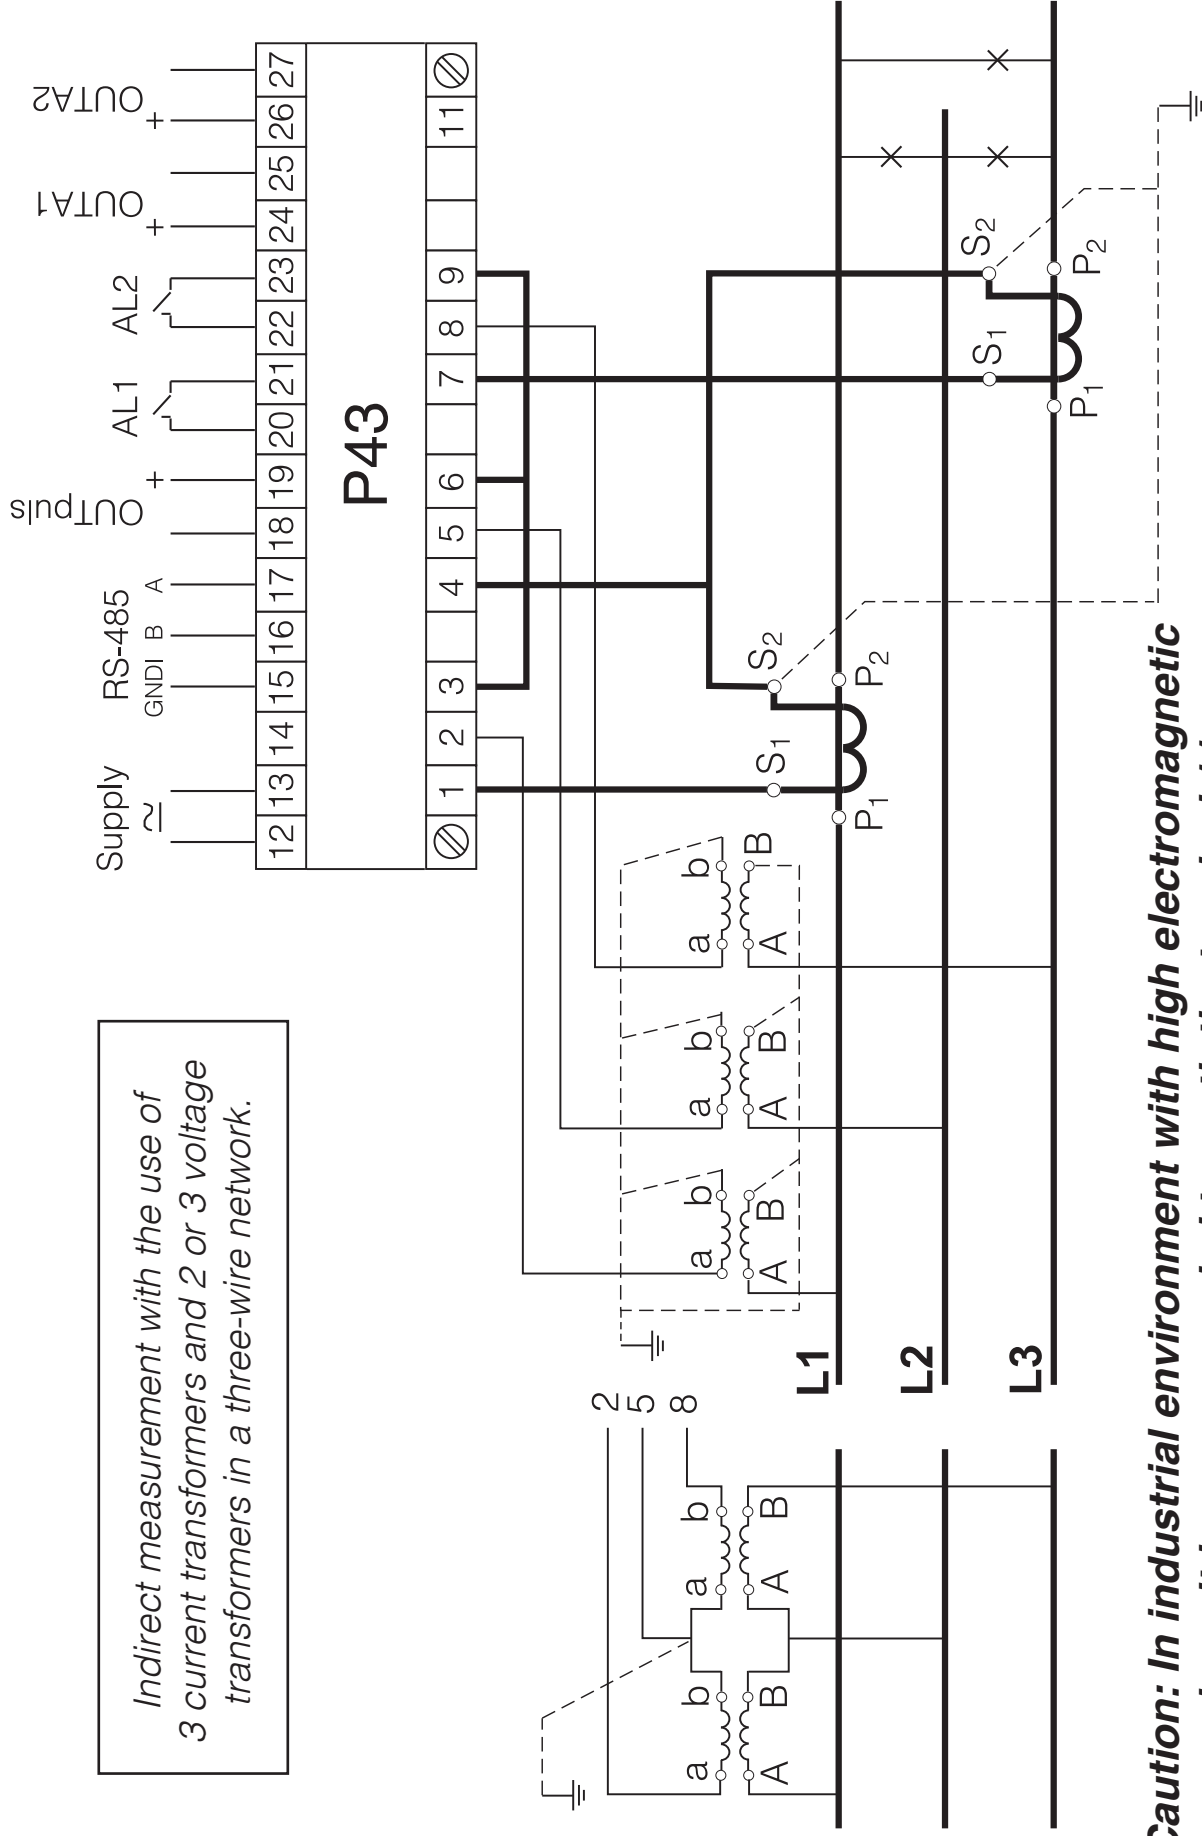 Indirect measurement with the use of
3 current transformers and 2 or 3 voltage
transformers in a three-wire network.
Supply
RS-485
GNDI B A
OUTpuls
+
AL1
AL2
OUTA1
+
OUTA2
+
12 13 14 15 16 17 18 19 20 21 22 23 24 25 26 27
P43
1 2 3 4 5 6 7 8 9 11
2
5
8
a b a b
A B A B
a b a b a b
A B A B A B
S1 S2
P1 P2
S1 S2
P1 P2
L1
L2
L3
Caution: In industrial environment with high electromagnetic